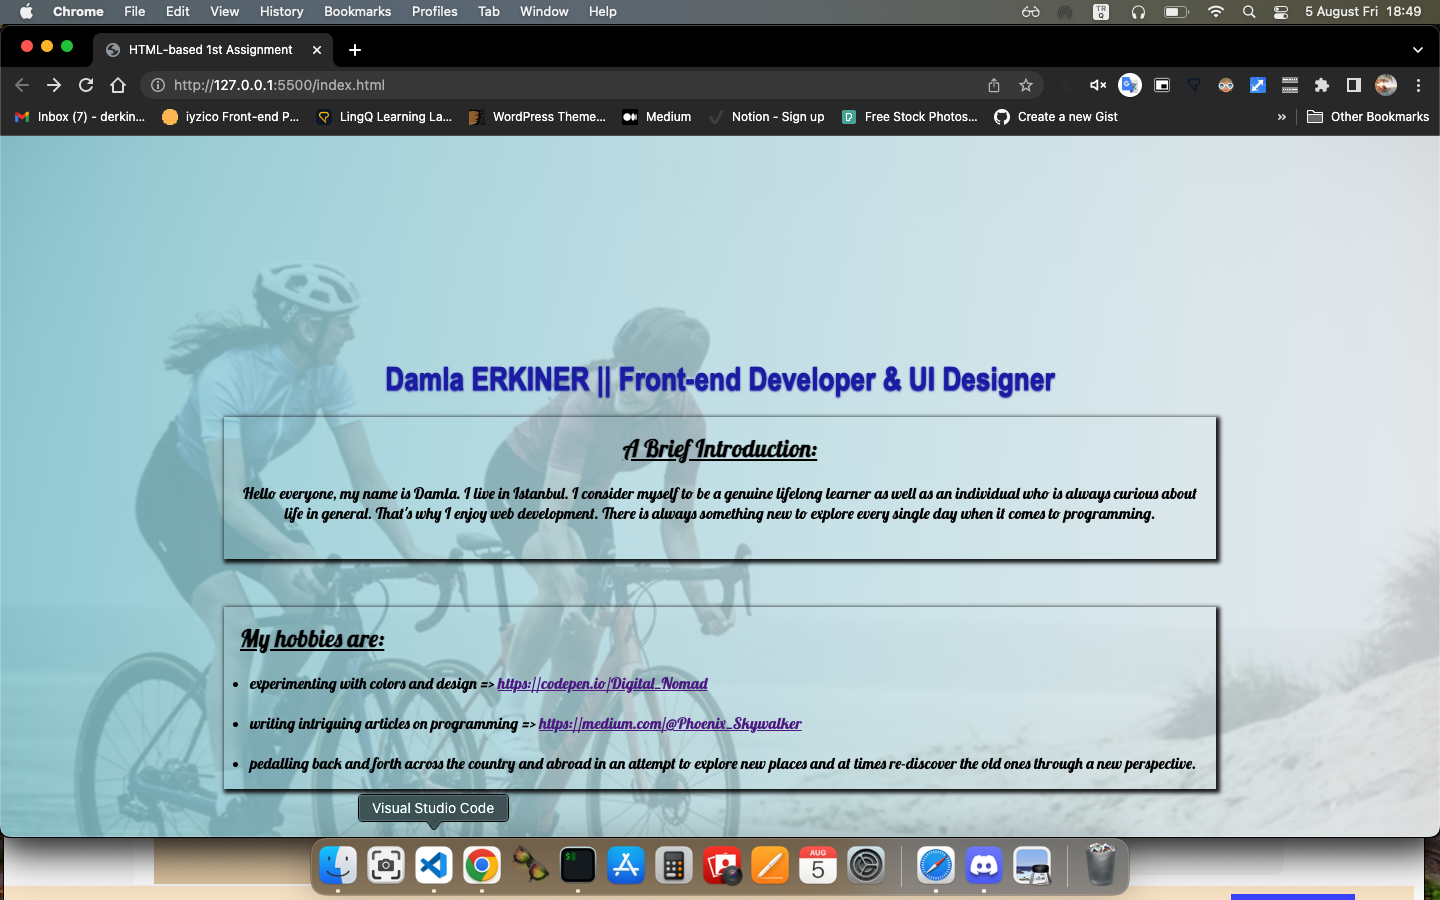 Chrome File Edit View History Bookmarks Profiles Tab Window Help TR Q 5 August Fri 18:49
HTML-based 1st Assignment
http://127.0.0.1:5500/index.html
Inbox (7) - derkin... iyzico Front-end P... LingQ Learning La... WordPress Theme... Medium Notion - Sign up Free Stock Photos... Create a new Gist » Other Bookmarks
Damla ERKINER || Front-end Developer & UI Designer
A Brief Introduction:
Hello everyone, my name is Damla. I live in Istanbul. I consider myself to be a genuine lifelong learner as well as an individual who is always curious about
life in general. That's why I enjoy web development. There is always something new to explore every single day when it comes to programming.
My hobbies are:
• experimenting with colors and design => https://codepen.io/Digital_Nomad
• writing intriguing articles on programming => https://medium.com/@Phoenix_Skywalker
• pedalling back and forth across the country and abroad in an attempt to explore new places and at times re-discover the old ones through a new perspective.
Visual Studio Code
AUG
5